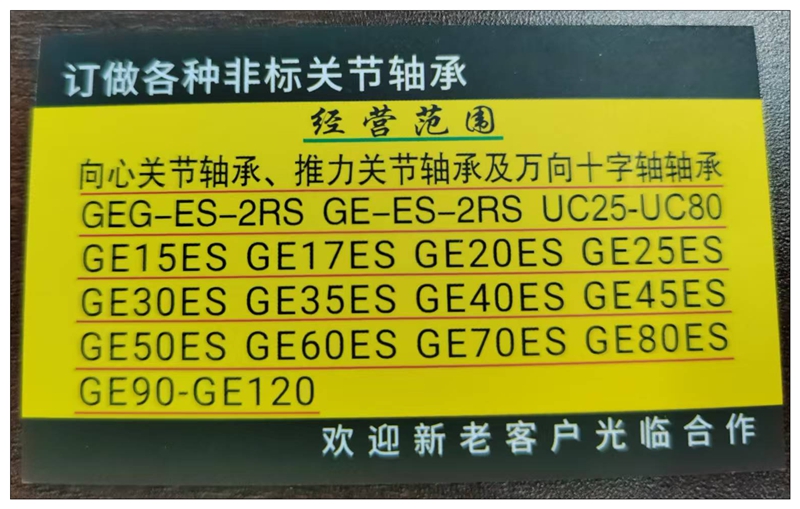 订做各种非标关节轴承
经营范围
向心关节轴承、推力关节轴承及万向十字轴轴承
GEG-ES-2RS GE-ES-2RS UC25-UC80
GE15ES GE17ES GE20ES GE25ES
GE30ES GE35ES GE40ES GE45ES
GE50ES GE60ES GE70ES GE80ES
GE90-GE120
欢迎新老客户光临合作